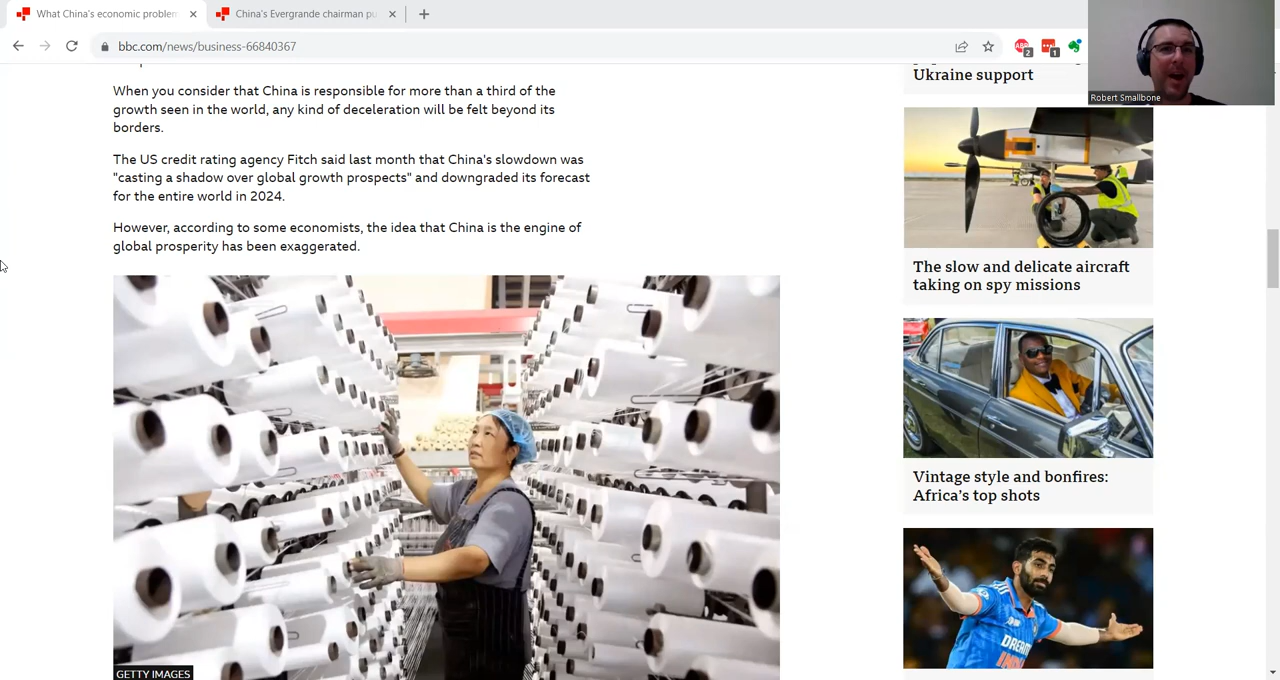 What China's economic problem
China's Evergrande chairman pu
bbc.com/news/business-66840367
2
1
Robert Smallbone
When you consider that China is responsible for more than a third of the
growth seen in the world, any kind of deceleration will be felt beyond its
borders.
The US credit rating agency Fitch said last month that China's slowdown was
"casting a shadow over global growth prospects" and downgraded its forecast
for the entire world in 2024.
However, according to some economists, the idea that China is the engine of
global prosperity has been exaggerated.
GETTY IMAGES
Ukraine support
The slow and delicate aircraft
taking on spy missions
Vintage style and bonfires:
Africa's top shots
DREAM